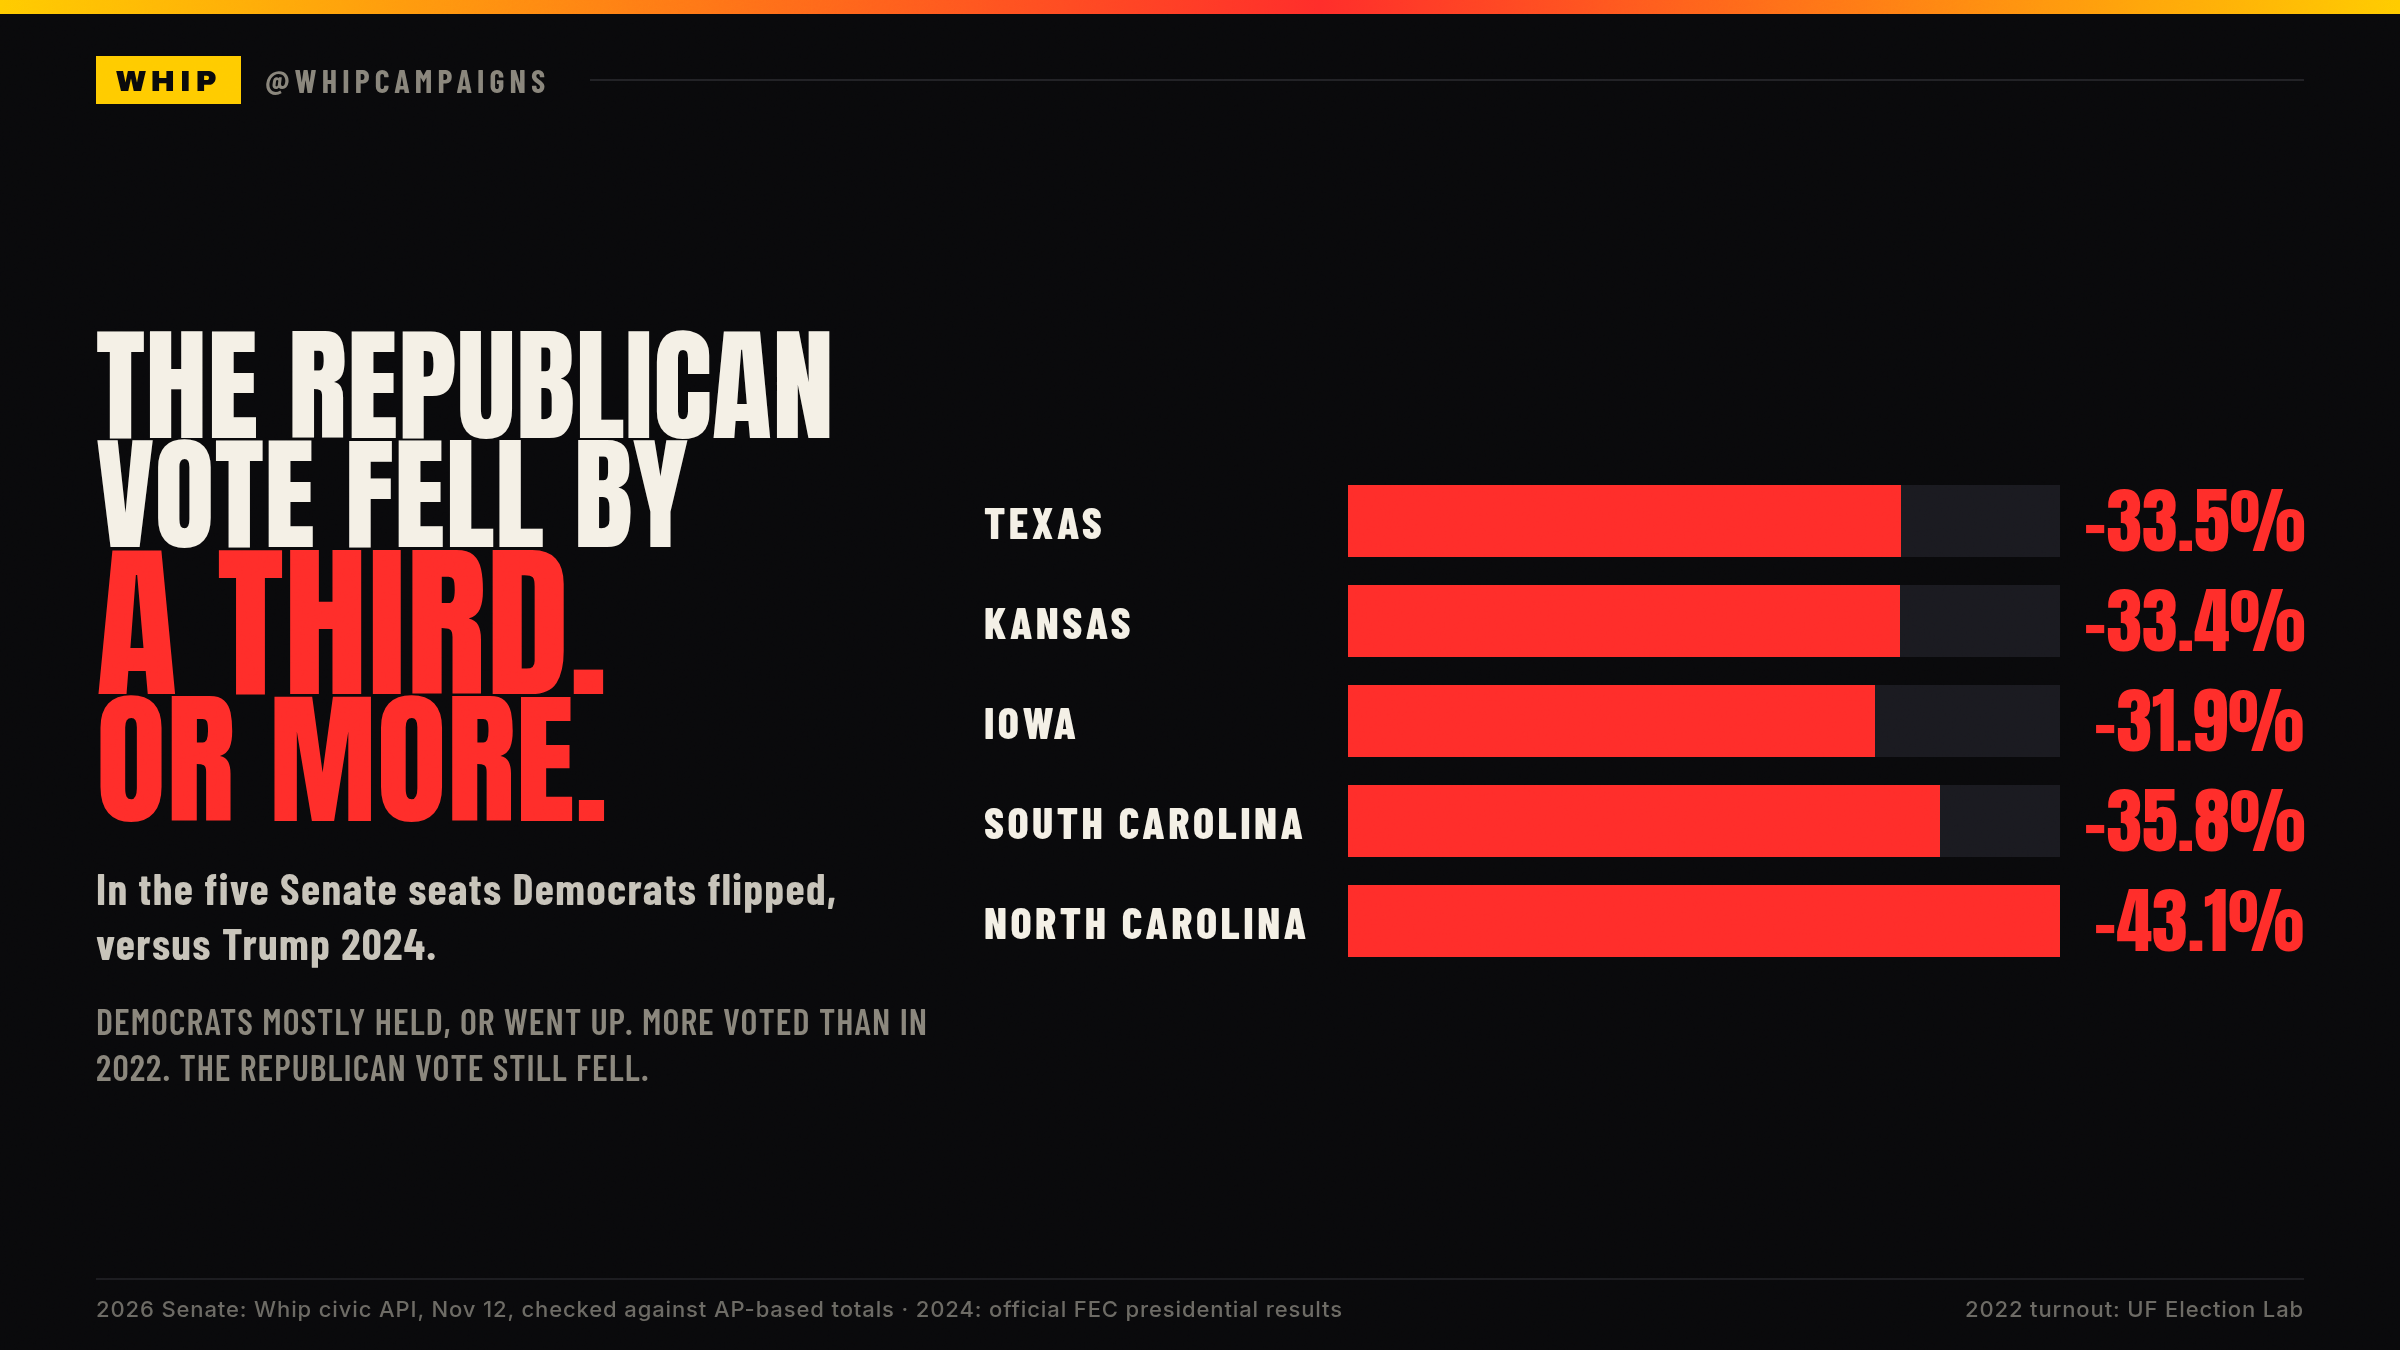 WHIP @WHIPCAMPAIGNS
THE REPUBLICAN
VOTE FELL BY
A THIRD.
OR MORE.
In the five Senate seats Democrats flipped,
versus Trump 2024.
DEMOCRATS MOSTLY HELD, OR WENT UP. MORE VOTED THAN IN
2022. THE REPUBLICAN VOTE STILL FELL.
TEXAS -33.5%
KANSAS -33.4%
IOWA -31.9%
SOUTH CAROLINA -35.8%
NORTH CAROLINA -43.1%
2026 Senate: Whip civic API, Nov 12, checked against AP-based totals · 2024: official FEC presidential results
2022 turnout: UF Election Lab